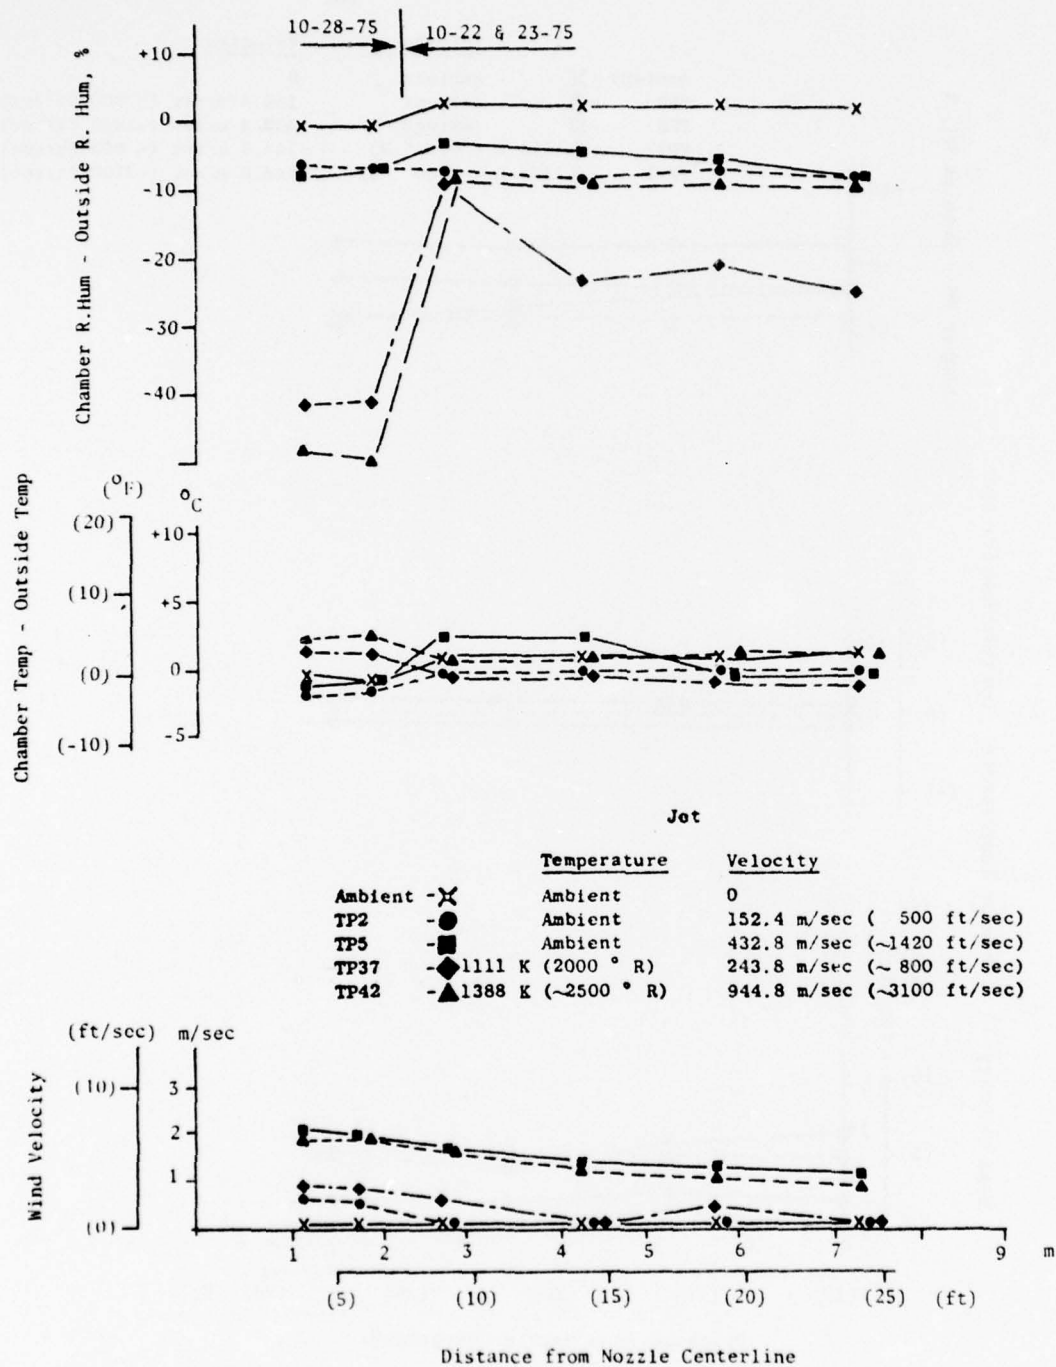 10-28-75
10-22 & 23-75
Chamber R.Hum - Outside R. Hum, %
+10
0
-10
-20
-30
-40
Chamber Temp - Outside Temp
(°F)
°C
(20)
(10)
(0)
(-10)
+10
+5
0
-5
Jet
Temperature Velocity
Ambient - Ambient 0
TP2 - Ambient 152.4 m/sec ( 500 ft/sec)
TP5 - Ambient 432.8 m/sec (~1420 ft/sec)
TP37 - 1111 K (2000 ° R) 243.8 m/sec (~ 800 ft/sec)
TP42 - 1388 K (~2500 ° R) 944.8 m/sec (~3100 ft/sec)
Wind Velocity
(ft/sec) m/sec
(10)
(0)
3
2
1
1 2 3 4 5 6 7 9 m
(5) (10) (15) (20) (25) (ft)
Distance from Nozzle Centerline